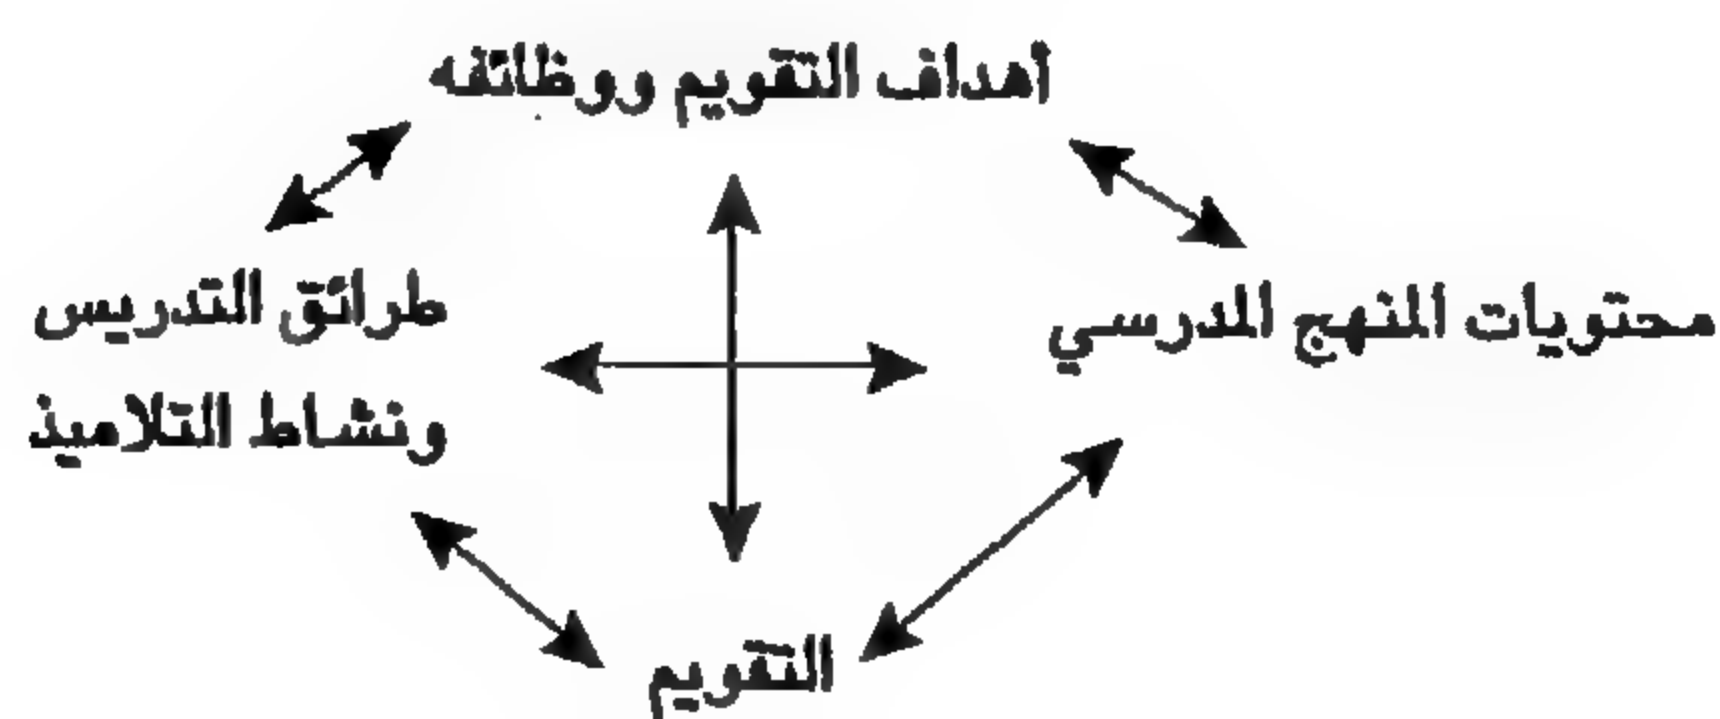 أهداف التقويم ووظائفه
محتويات المنهج المدرسي
طرائق التدريس
ونشاط التلاميذ
التقويم